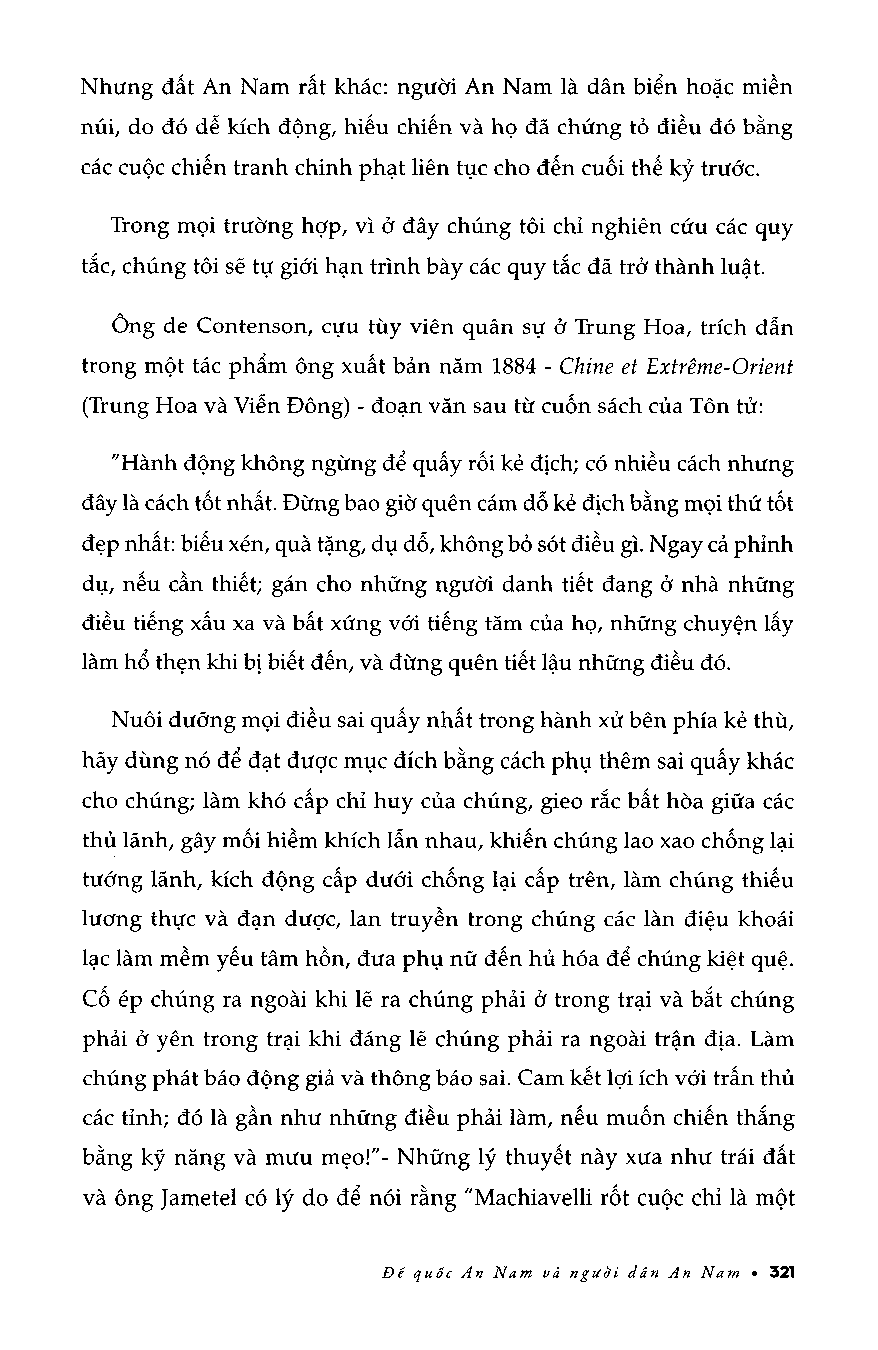 Nhưng đất An Nam rất khác: người An Nam là dân biển hoặc miền
núi, do đó dễ kích động, hiếu chiến và họ đã chứng tỏ điều đó bằng
các cuộc chiến tranh chinh phạt liên tục cho đến cuối thế kỷ trước.
Trong mọi trường hợp, vì ở đây chúng tôi chỉ nghiên cứu các quy
tắc, chúng tôi sẽ tự giới hạn trình bày các quy tắc đã trở thành luật.
Ông de Contenson, cựu tùy viên quân sự ở Trung Hoa, trích dẫn
trong một tác phẩm ông xuất bản năm 1884 - Chine et Extrême-Orient
(Trung Hoa và Viễn Đông) - đoạn văn sau từ cuốn sách của Tôn tử:
"Hành động không ngừng để quấy rối kẻ địch; có nhiều cách nhưng
đây là cách tốt nhất. Đừng bao giờ quên cám dỗ kẻ địch bằng mọi thứ tốt
đẹp nhất: biếu xén, quà tặng, dụ dỗ, không bỏ sót điều gì. Ngay cả phỉnh
dụ, nếu cần thiết; gán cho những người danh tiết đang ở nhà những
điều tiếng xấu xa và bất xứng với tiếng tăm của họ, những chuyện lấy
làm hổ thẹn khi bị biết đến, và đừng quên tiết lậu những điều đó.
Nuôi dưỡng mọi điều sai quấy nhất trong hành xử bên phía kẻ thù,
hãy dùng nó để đạt được mục đích bằng cách phụ thêm sai quấy khác
cho chúng; làm khó cấp chỉ huy của chúng, gieo rắc bất hòa giữa các
thủ lãnh, gây mối hiềm khích lẫn nhau, khiến chúng lao xao chống lại
tướng lãnh, kích động cấp dưới chống lại cấp trên, làm chúng thiếu
lương thực và đạn dược, lan truyền trong chúng các làn điệu khoái
lạc làm mềm yếu tâm hồn, đưa phụ nữ đến hủ hóa để chúng kiệt quệ.
Cố ép chúng ra ngoài khi lẽ ra chúng phải ở trong trại và bắt chúng
phải ở yên trong trại khi đáng lẽ chúng phải ra ngoài trận địa. Làm
chúng phát báo động giả và thông báo sai. Cam kết lợi ích với trấn thủ
các tỉnh; đó là gần như những điều phải làm, nếu muốn chiến thắng
bằng kỹ năng và mưu mẹo!"- Những lý thuyết này xưa như trái đất
và ông Jametel có lý do để nói rằng "Machiavelli rốt cuộc chỉ là một
Đế quốc An Nam và người dân An Nam • 321